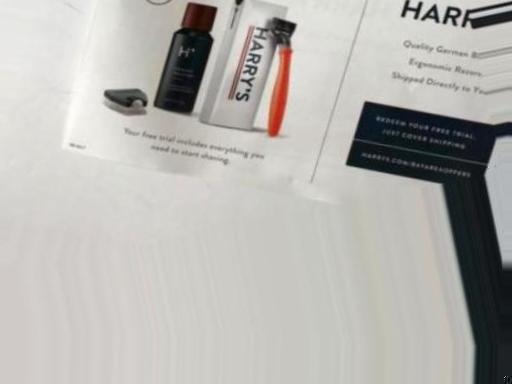 H'
HARRY'S
Your free trial includes everything you
need to start shaving.
HARR
Quality German
Ergonomic Razors
Shipped Directly to You
REDEEM YOUR FREE TRIAL,
JUST COVER SHIPPING
HARRYS.COM/BAYAREASHOPPERS